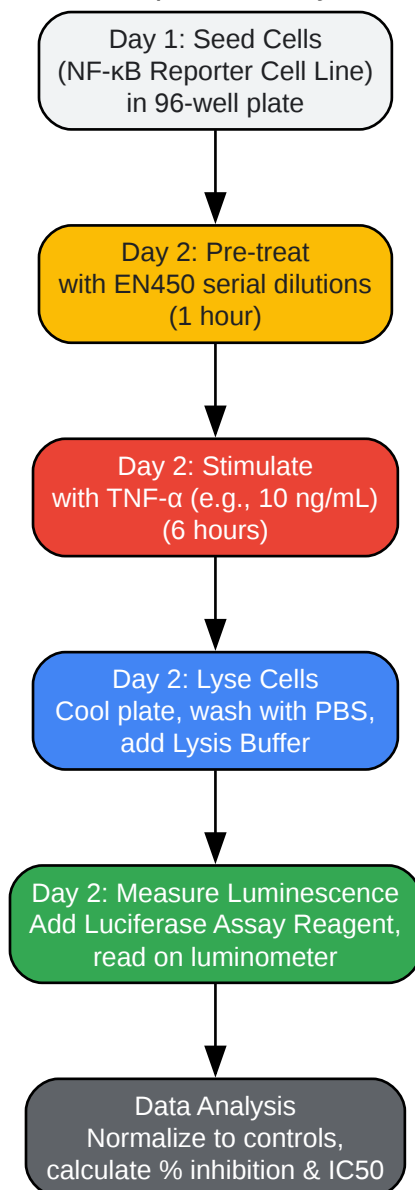 Day 1: Seed Cells
(NF-κB Reporter Cell Line)
in 96-well plate
Day 2: Pre-treat
with EN450 serial dilutions
(1 hour)
Day 2: Stimulate
with TNF-α (e.g., 10 ng/mL)
(6 hours)
Day 2: Lyse Cells
Cool plate, wash with PBS,
add Lysis Buffer
Day 2: Measure Luminescence
Add Luciferase Assay Reagent,
read on luminometer
Data Analysis
Normalize to controls,
calculate % inhibition & IC50